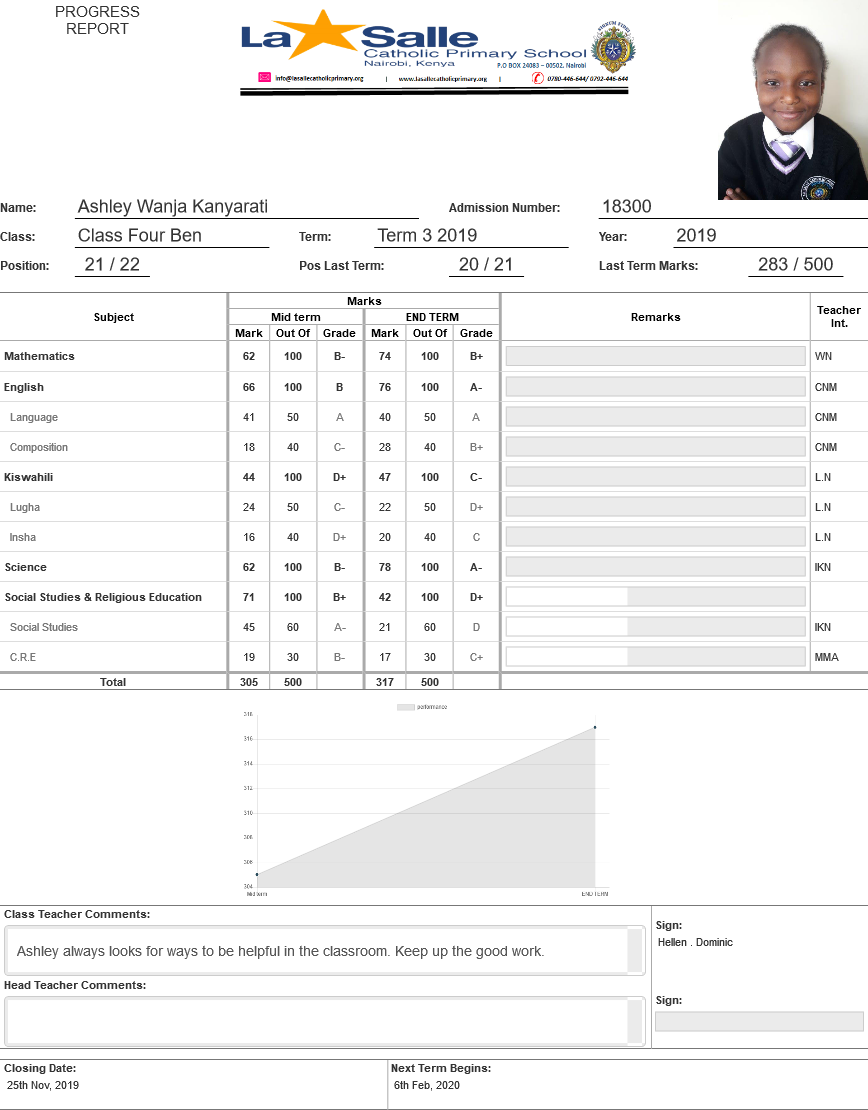 PROGRESS
REPORT
La Salle
Catholic Primary School
Nairobi, Kenya
P.O BOX 24083 – 00502, Nairobi
info@lasallecatholicprimary.org | www.lasallecatholicprimary.org | 0780-446-644/ 0792-446-644
Name: Ashley Wanja Kanyarati Admission Number: 18300
Class: Class Four Ben Term: Term 3 2019 Year: 2019
Position: 21 / 22 Pos Last Term: 20 / 21 Last Term Marks: 283 / 500
Subject Marks Remarks Teacher Int.
Mid term END TERM
Mark Out Of Grade Mark Out Of Grade
Mathematics 62 100 B- 74 100 B+ WN
English 66 100 B 76 100 A- CNM
Language 41 50 A 40 50 A CNM
Composition 18 40 C- 28 40 B+ CNM
Kiswahili 44 100 D+ 47 100 C- L.N
Lugha 24 50 C- 22 50 D+ L.N
Insha 16 40 D+ 20 40 C L.N
Science 62 100 B- 78 100 A- IKN
Social Studies & Religious Education 71 100 B+ 42 100 D+
Social Studies 45 60 A- 21 60 D IKN
C.R.E 19 30 B- 17 30 C+ MMA
Total 305 500 317 500
performance
318
316
314
312
310
308
306
304
Mid term END TERM
Class Teacher Comments:
Ashley always looks for ways to be helpful in the classroom. Keep up the good work.
Sign:
Hellen . Dominic
Head Teacher Comments:
Sign:
Closing Date: Next Term Begins:
25th Nov, 2019 6th Feb, 2020